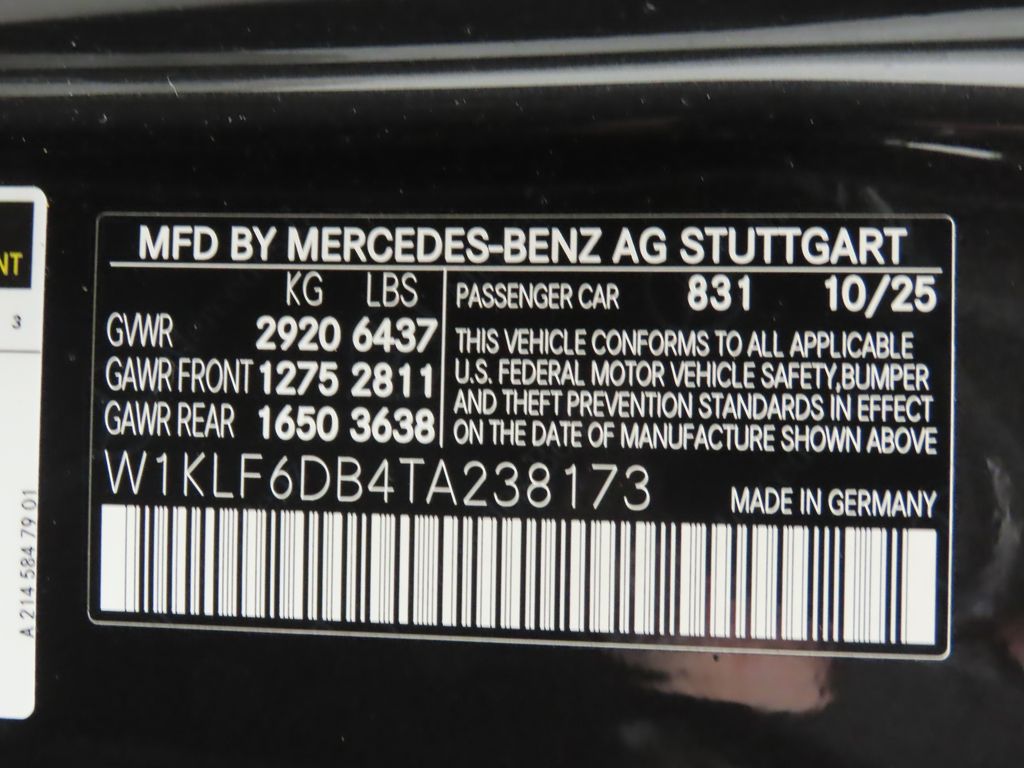 MFD BY MERCEDES-BENZ AG STUTTGART
KG LBS
GVWR 2920 6437
GAWR FRONT 1275 2811
GAWR REAR 1650 3638
PASSENGER CAR 831 10/25
THIS VEHICLE CONFORMS TO ALL APPLICABLE
U.S. FEDERAL MOTOR VEHICLE SAFETY, BUMPER
AND THEFT PREVENTION STANDARDS IN EFFECT
ON THE DATE OF MANUFACTURE SHOWN ABOVE
W1KLF6DB4TA238173
MADE IN GERMANY
NT
3
A 214 584 79 01